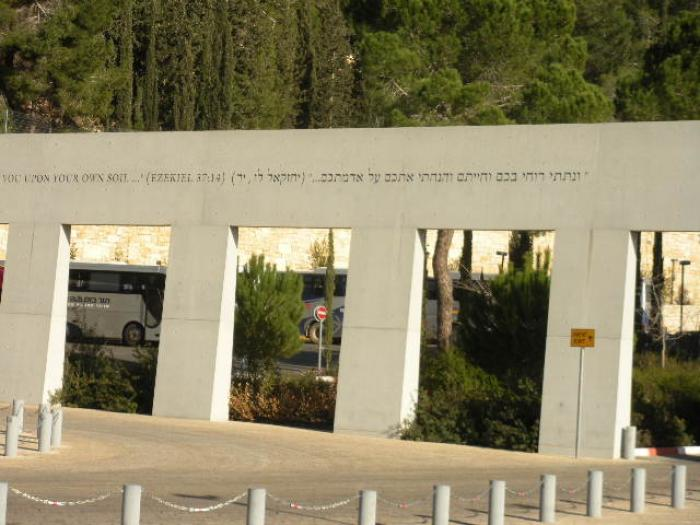 YOU UPON YOUR OWN SOIL ...' (EZEKIEL 37:14) "ונתתי רוחי בכם וחייתם והנחתי אתכם על אדמתכם..." (יחזקאל לז, יד)